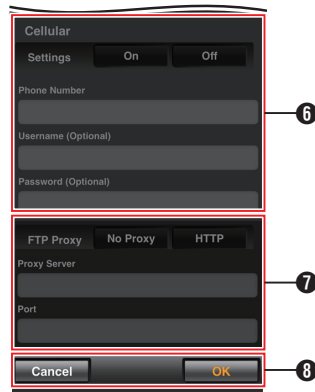 Cellular
Settings On Off
Phone Number
Username (Optional)
Password (Optional)
6
FTP Proxy No Proxy HTTP
Proxy Server
Port
7
Cancel OK
8